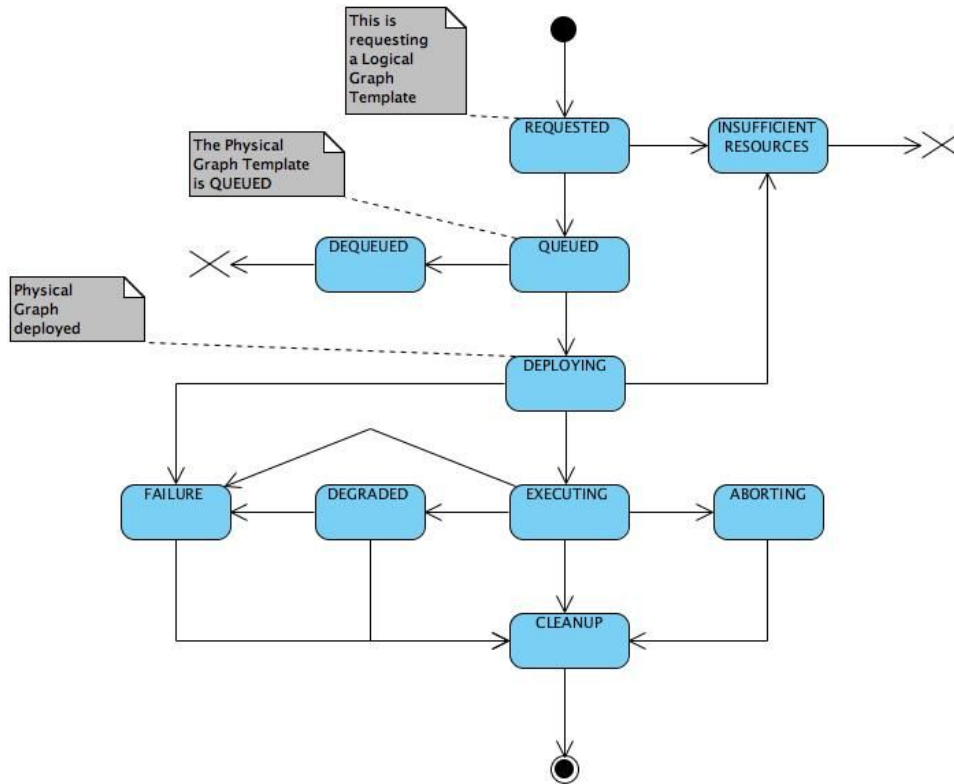 This is
requesting
a Logical
Graph
Template
REQUESTED
INSUFFICIENT
RESOURCES
The Physical
Graph Template
is QUEUED
DEQUEUED
QUEUED
Physical
Graph
deployed
DEPLOYING
FAILURE
DEGRADED
EXECUTING
ABORTING
CLEANUP